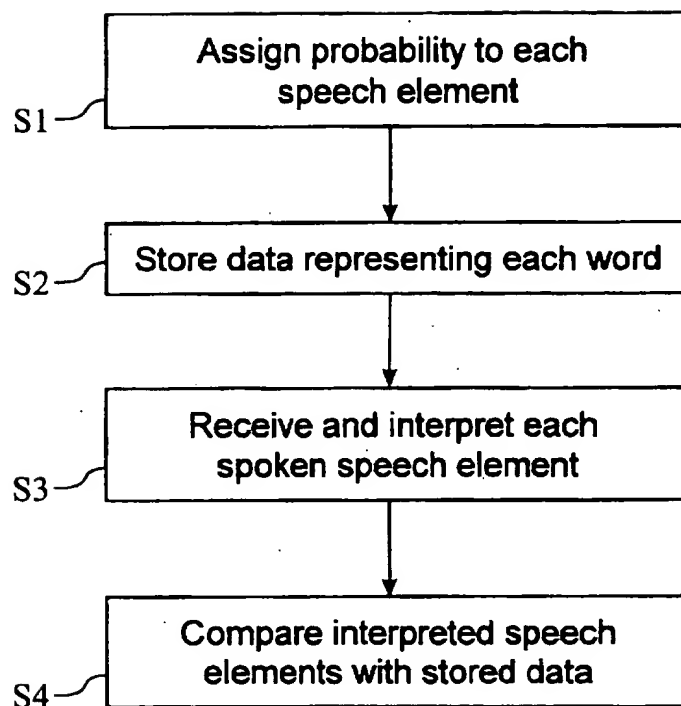 Assign probability to each
speech element
S1
Store data representing each word
S2
Receive and interpret each
spoken speech element
S3
Compare interpreted speech
elements with stored data
S4